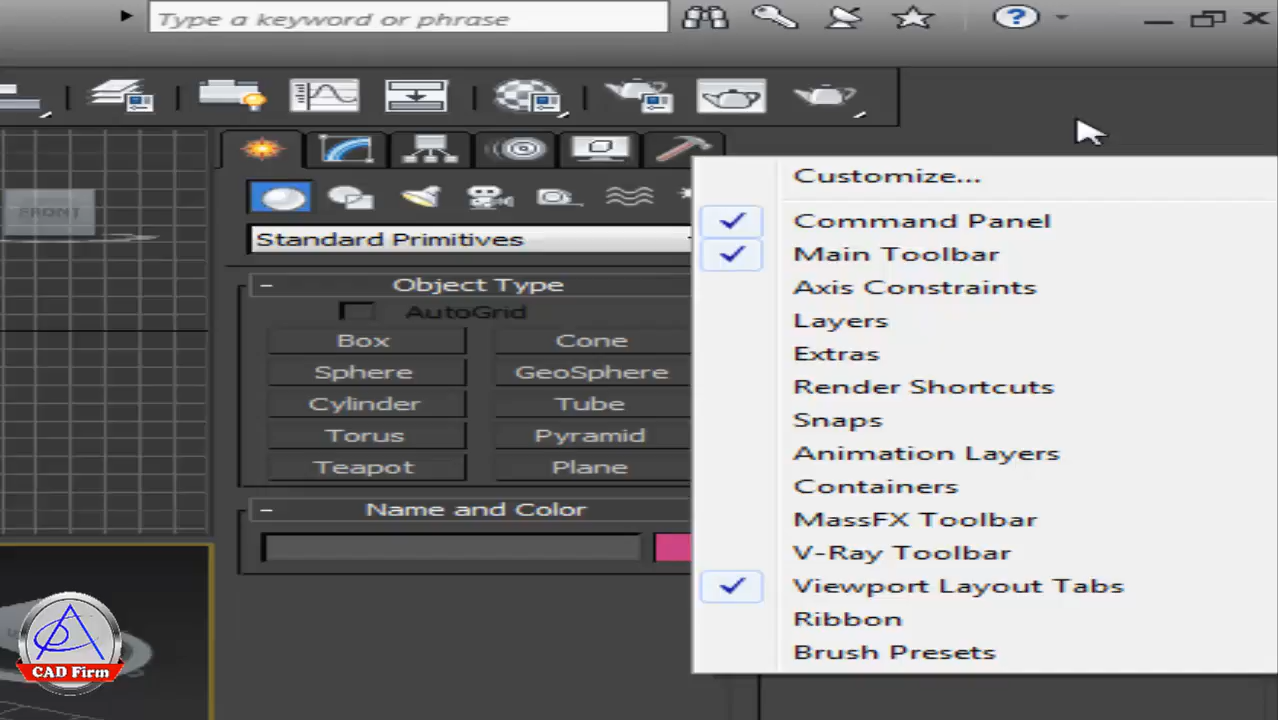 Type a keyword or phrase
FRONT
Standard Primitives
Object Type
AutoGrid
Box
Cone
Sphere
GeoSphere
Cylinder
Tube
Torus
Pyramid
Teapot
Plane
Name and Color
Customize...
Command Panel
Main Toolbar
Axis Constraints
Layers
Extras
Render Shortcuts
Snaps
Animation Layers
Containers
MassFX Toolbar
V-Ray Toolbar
Viewport Layout Tabs
Ribbon
Brush Presets
CAD Firm